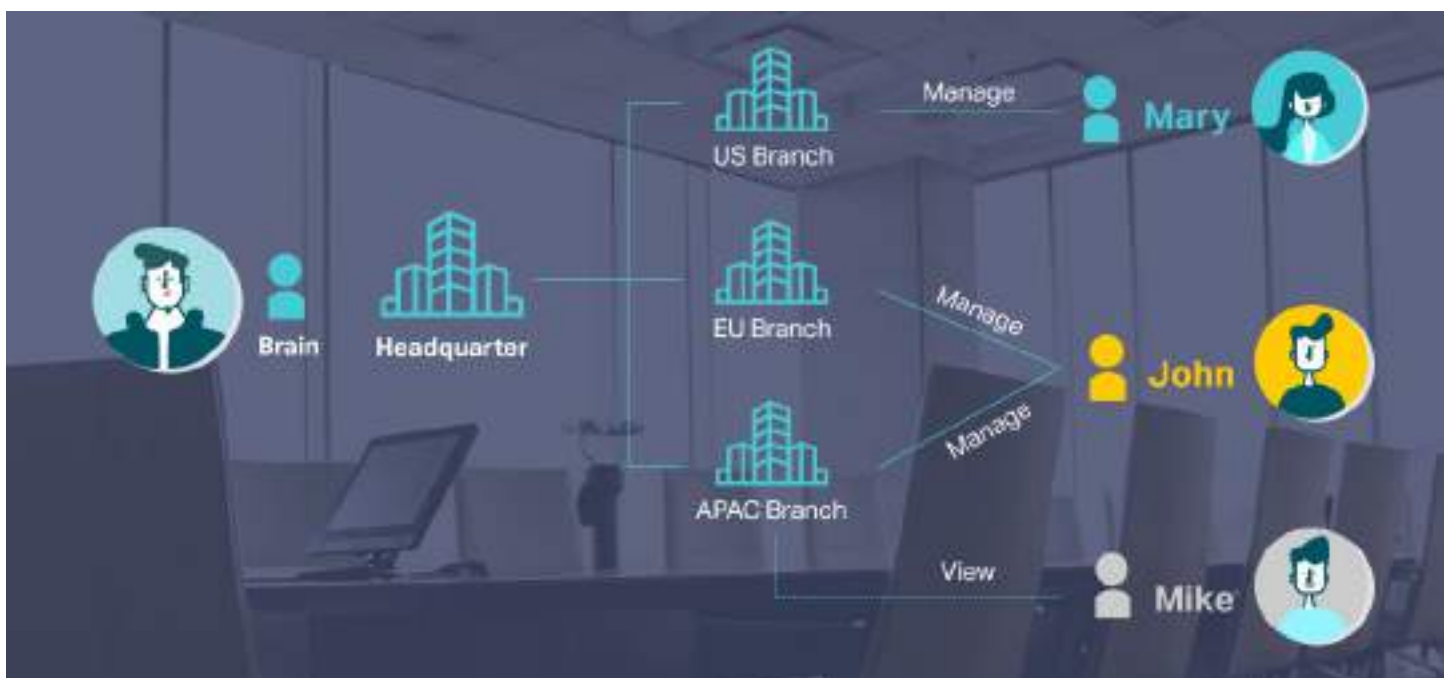 US Branch
Manage
Mary
Brain
Headquarter
EU Branch
Manage
John
APAC Branch
Manage
View
Mike